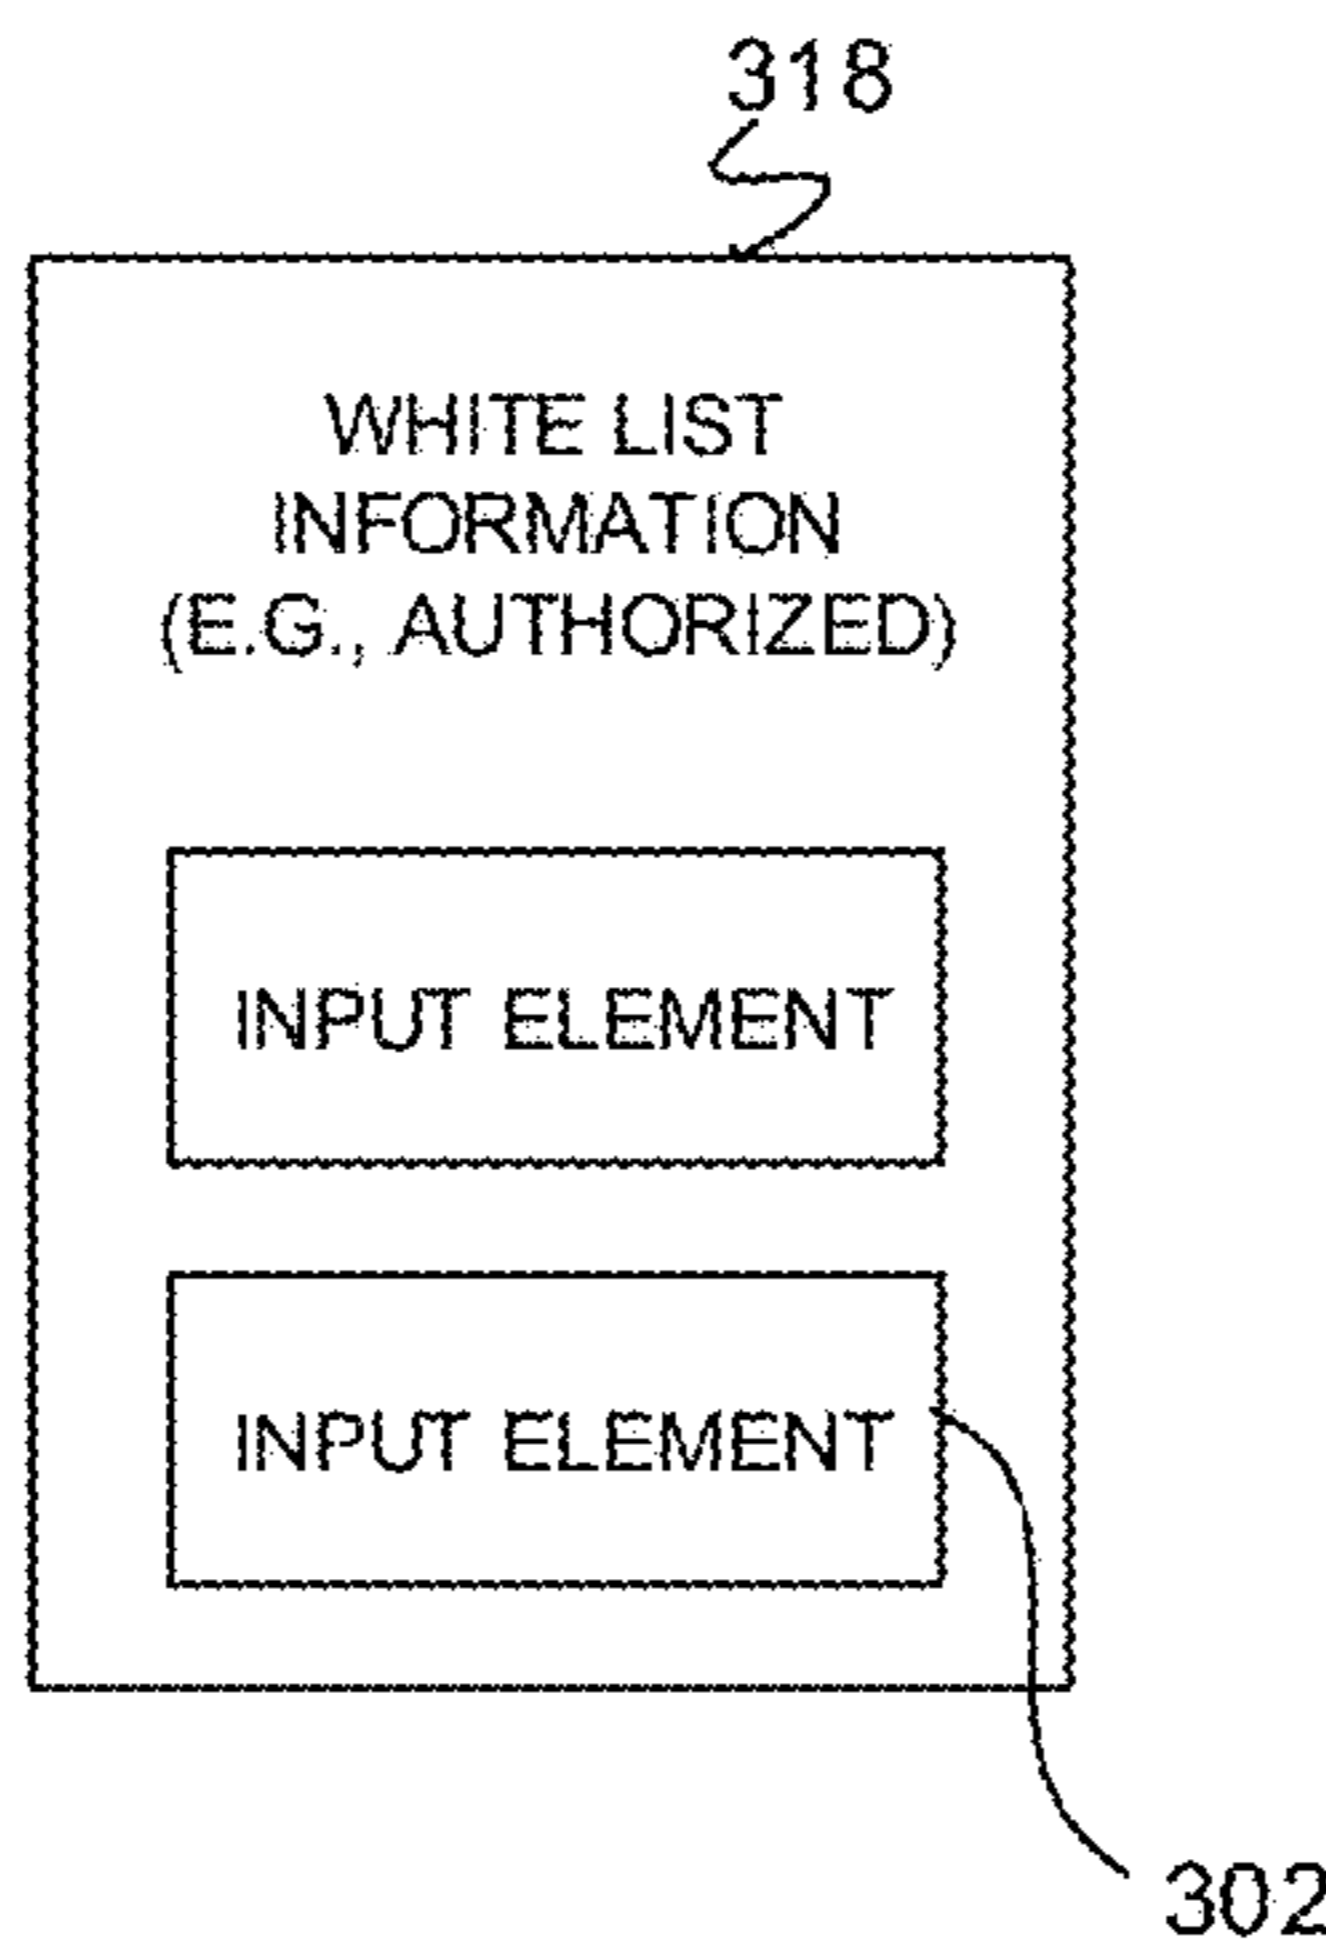 318
WHITE LIST
INFORMATION
(E.G., AUTHORIZED)
INPUT ELEMENT
INPUT ELEMENT
302